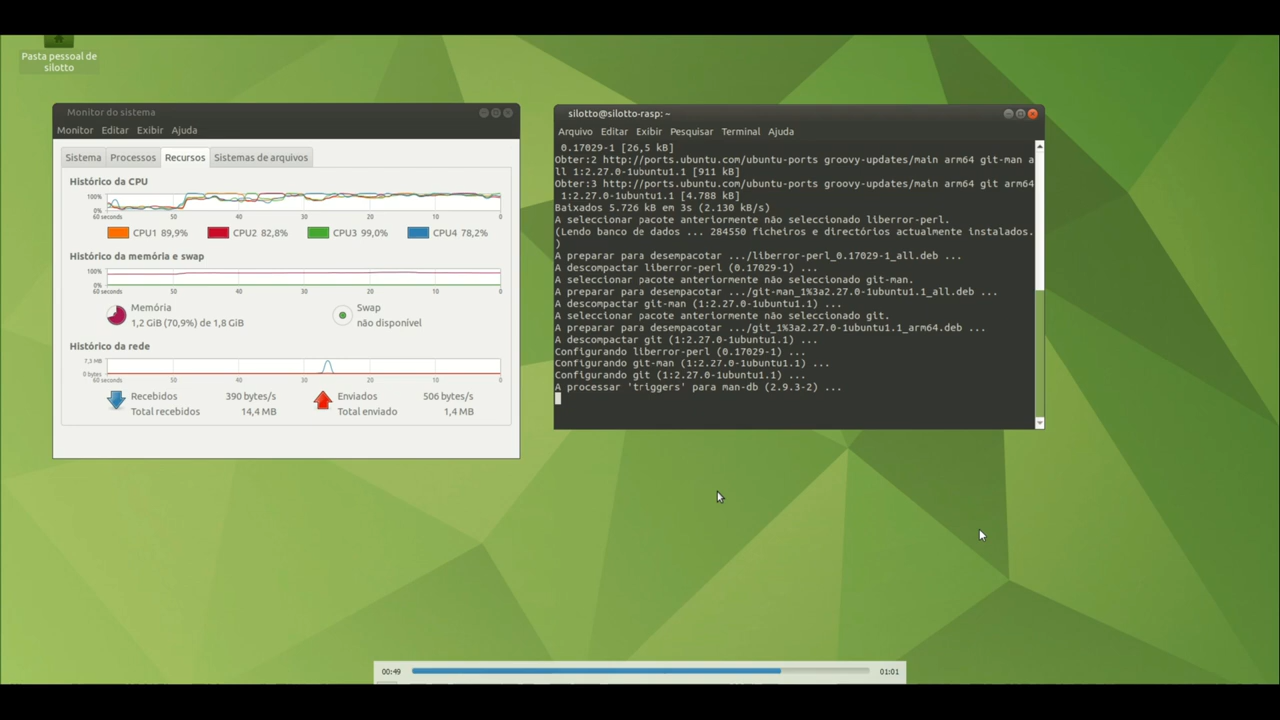 Pasta pessoal de
silotto
Monitor do sistema
Monitor Editar Exibir Ajuda
Sistema Processos Recursos Sistemas de arquivos
Histórico da CPU
100%
0%
60 seconds 50 40 30 20 10 0
CPU1 89,9% CPU2 82,8% CPU3 99,0% CPU4 78,2%
Histórico da memória e swap
100%
0%
60 seconds 50 40 30 20 10 0
Memória
1,2 GiB (70,9%) de 1,8 GiB
Swap
não disponível
Histórico da rede
7,3 MB
0 bytes
60 seconds 50 40 30 20 10 0
Recebidos 390 bytes/s
Total recebidos 14,4 MB
Enviados 506 bytes/s
Total enviado 1,4 MB
silotto@silotto-rasp: ~
Arquivo Editar Exibir Pesquisar Terminal Ajuda
0.17029-1 [26,5 kB]
Obter:2 http://ports.ubuntu.com/ubuntu-ports groovy-updates/main arm64 git-man a
ll 1:2.27.0-1ubuntu1.1 [911 kB]
Obter:3 http://ports.ubuntu.com/ubuntu-ports groovy-updates/main arm64 git arm64
1:2.27.0-1ubuntu1.1 [4.788 kB]
Baixados 5.726 kB em 3s (2.130 kB/s)
A seleccionar pacote anteriormente não seleccionado liberror-perl.
(Lendo banco de dados ... 284550 ficheiros e directórios actualmente instalados.
)
A preparar para desempacotar .../liberror-perl_0.17029-1_all.deb ...
A descompactar liberror-perl (0.17029-1) ...
A seleccionar pacote anteriormente não seleccionado git-man.
A preparar para desempacotar .../git-man_1%3a2.27.0-1ubuntu1.1_all.deb ...
A descompactar git-man (1:2.27.0-1ubuntu1.1) ...
A seleccionar pacote anteriormente não seleccionado git.
A preparar para desempacotar .../git_1%3a2.27.0-1ubuntu1.1_arm64.deb ...
A descompactar git (1:2.27.0-1ubuntu1.1) ...
Configurando liberror-perl (0.17029-1) ...
Configurando git-man (1:2.27.0-1ubuntu1.1) ...
Configurando git (1:2.27.0-1ubuntu1.1) ...
A processar 'triggers' para man-db (2.9.3-2) ...
00:49 01:01